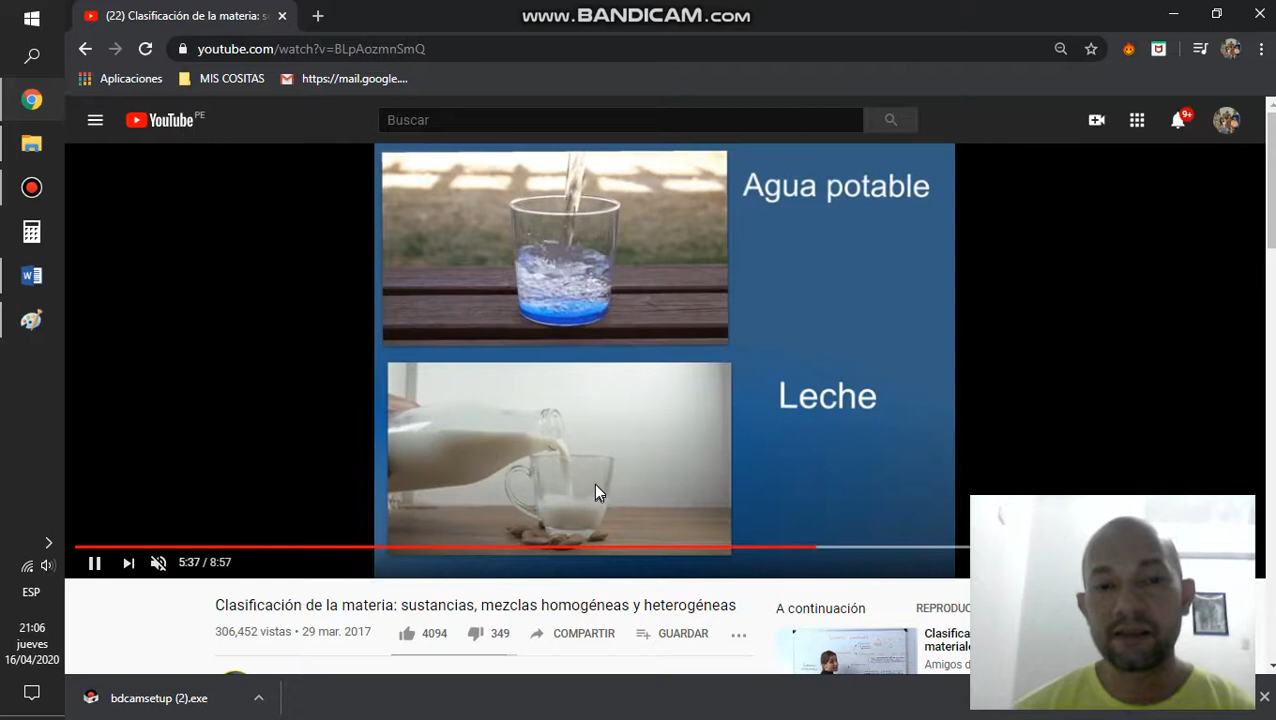 www.BANDICAM.com
(22) Clasificación de la materia: s
youtube.com/watch?v=BLpAozmnSmQ
Aplicaciones
MIS COSITAS
https://mail.google....
YouTube PE
Buscar
9+
Agua potable
Leche
5:37 / 8:57
Clasificación de la materia: sustancias, mezclas homogéneas y heterogéneas
306,452 vistas • 29 mar. 2017
4094
349
COMPARTIR
GUARDAR
A continuación
REPRODUC
Clasifica
materiale
Amigos d
ESP
21:06
jueves
16/04/2020
bdcamsetup (2).exe